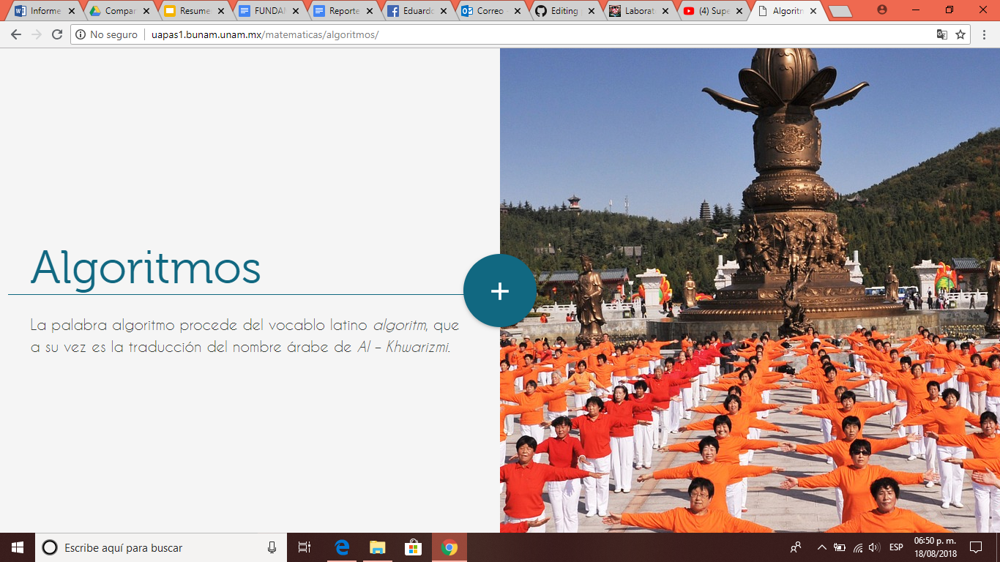 Informe
Compar
Resume
FUNDAM
Reporte
Eduardo
Correo
Editing
Laborat
(4) Supe
Algoritm
No seguro
uapas1.bunam.unam.mx/matematicas/algoritmos/
Algoritmos
La palabra algoritmo procede del vocablo latino algoritm, que
a su vez es la traducción del nombre árabe de Al – Khwarizmi.
Escribe aquí para buscar
ESP
06:50 p. m.
18/08/2018